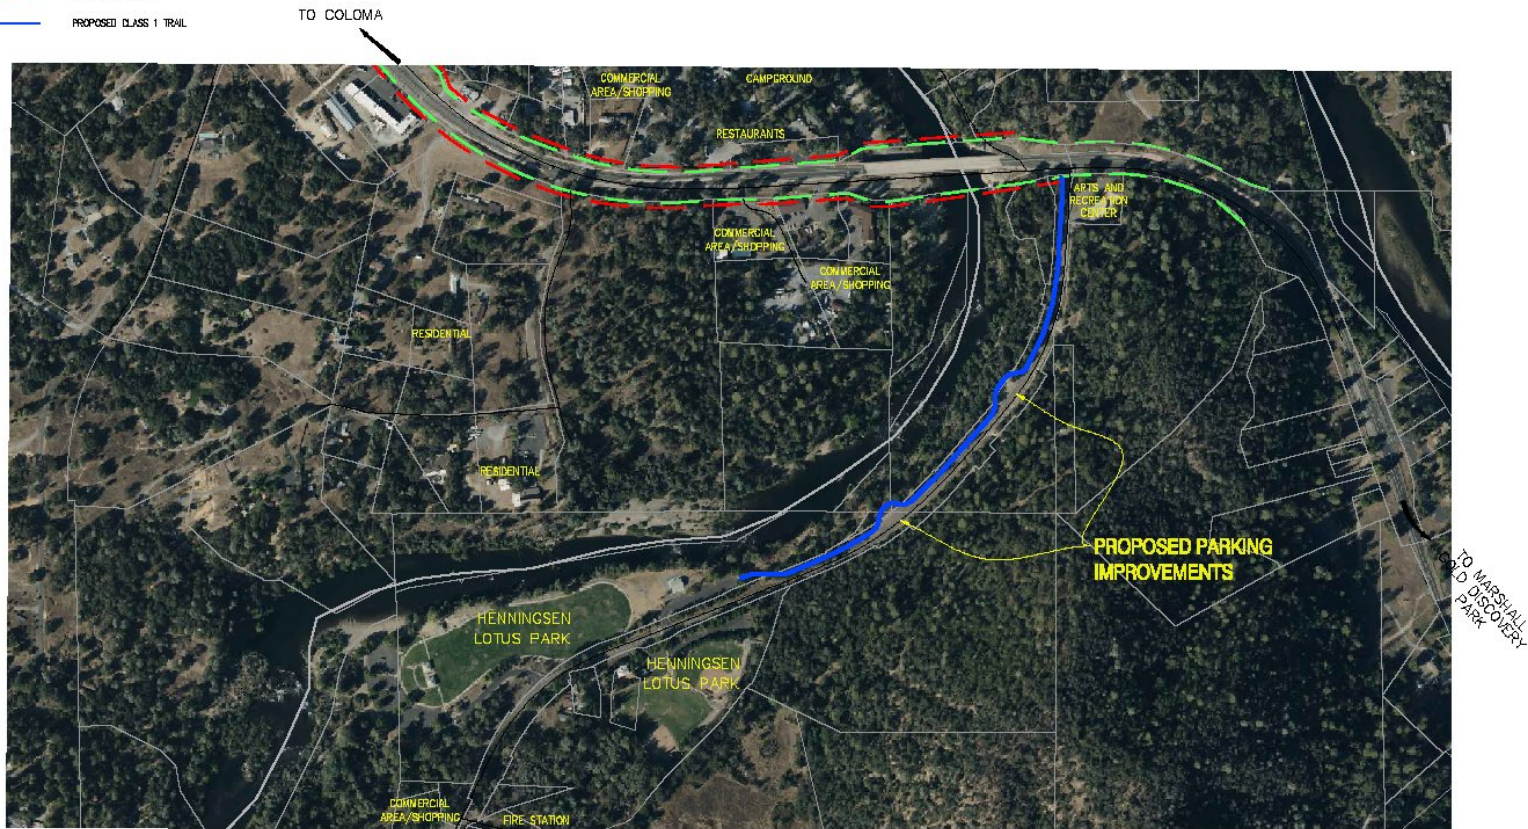 TO COLOMA
PROPOSED CLASS 1 TRAIL
COMMERCIAL
AREA/SHOPPING
CAMPGROUND
RESTAURANTS
ARTS AND
RECREATION
CENTER
COMMERCIAL
AREA/SHOPPING
COMMERCIAL
AREA/SHOPPING
RESIDENTIAL
RESIDENTIAL
PROPOSED PARKING
IMPROVEMENTS
TO MARSHALL
GOLD DISCOVERY
PARK
HENNINGSEN
LOTUS PARK
HENNINGSEN
LOTUS PARK
COMMERCIAL
AREA/SHOPPING
FIRE STATION